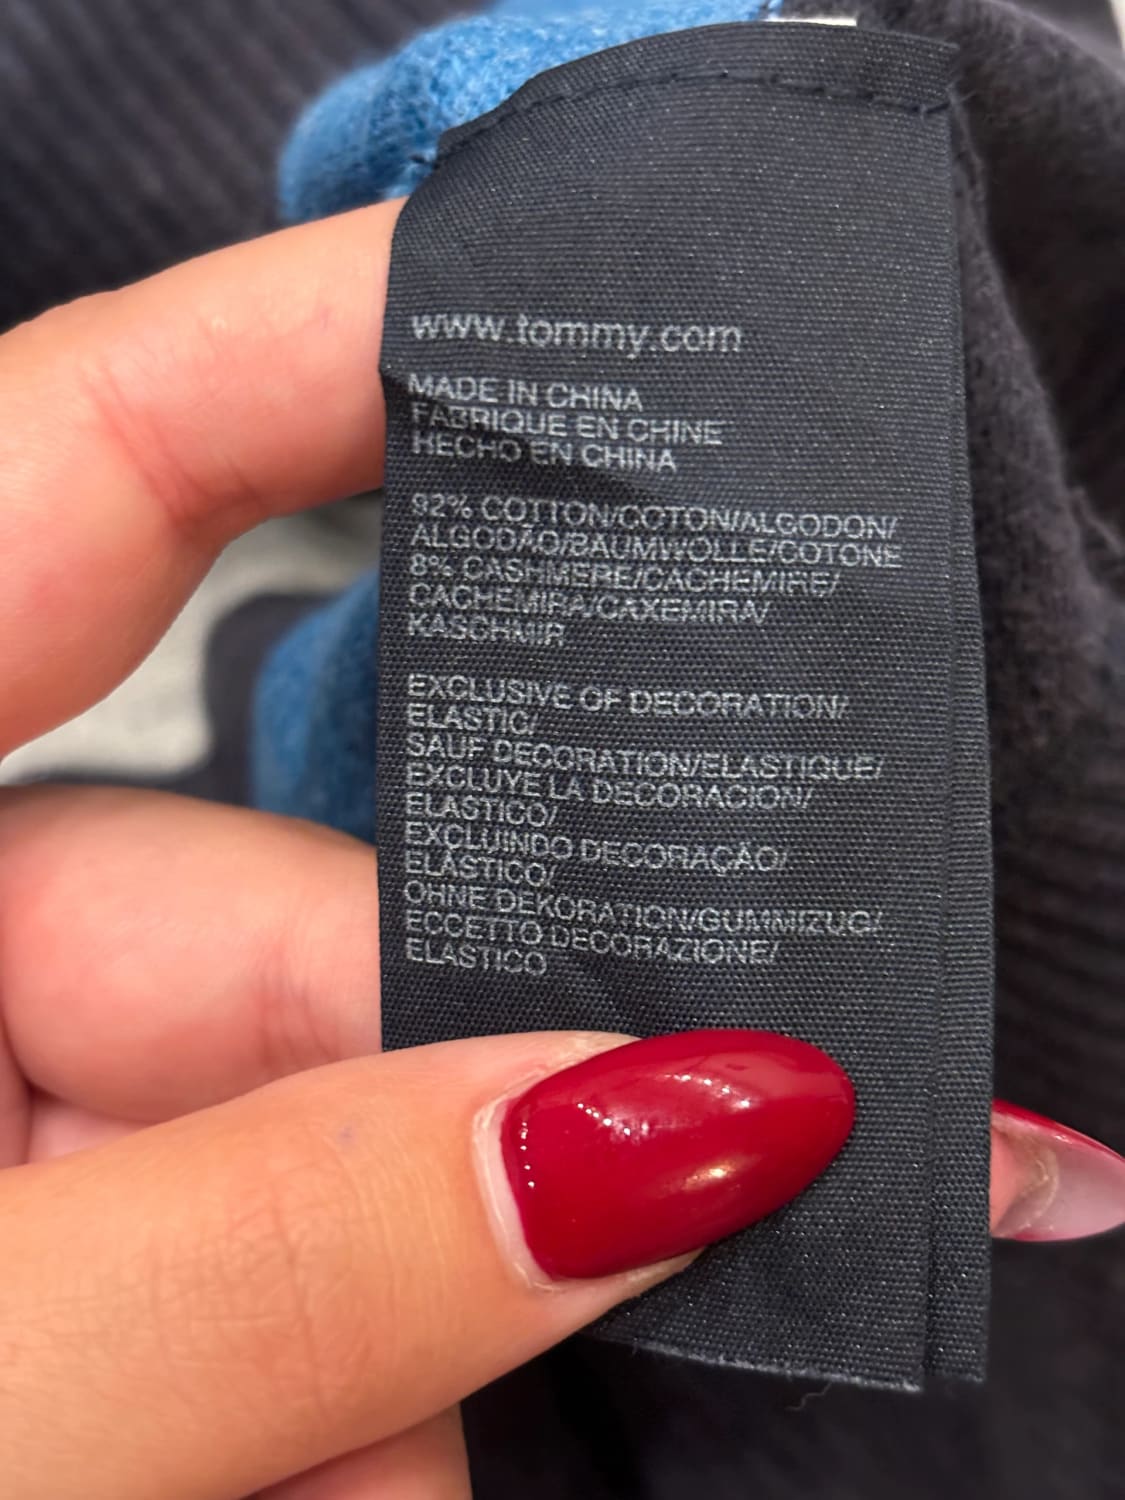 www.tommy.com
MADE IN CHINA
FABRIQUE EN CHINE
HECHO EN CHINA
92% COTTON/COTON/ALGODON/
ALGODÃO/BAUMWOLLE/COTONE
8% CASHMERE/CACHEMIRE/
CACHEMIRA/CAXEMIRA/
KASCHMIR
EXCLUSIVE OF DECORATION/
ELASTIC/
SAUF DECORATION/ELASTIQUE/
EXCLUYE LA DECORACION/
ELASTICO/
EXCLUINDO DECORAÇÃO/
ELÁSTICO/
OHNE DEKORATION/GUMMIZUG/
ECCETTO DECORAZIONE/
ELASTICO